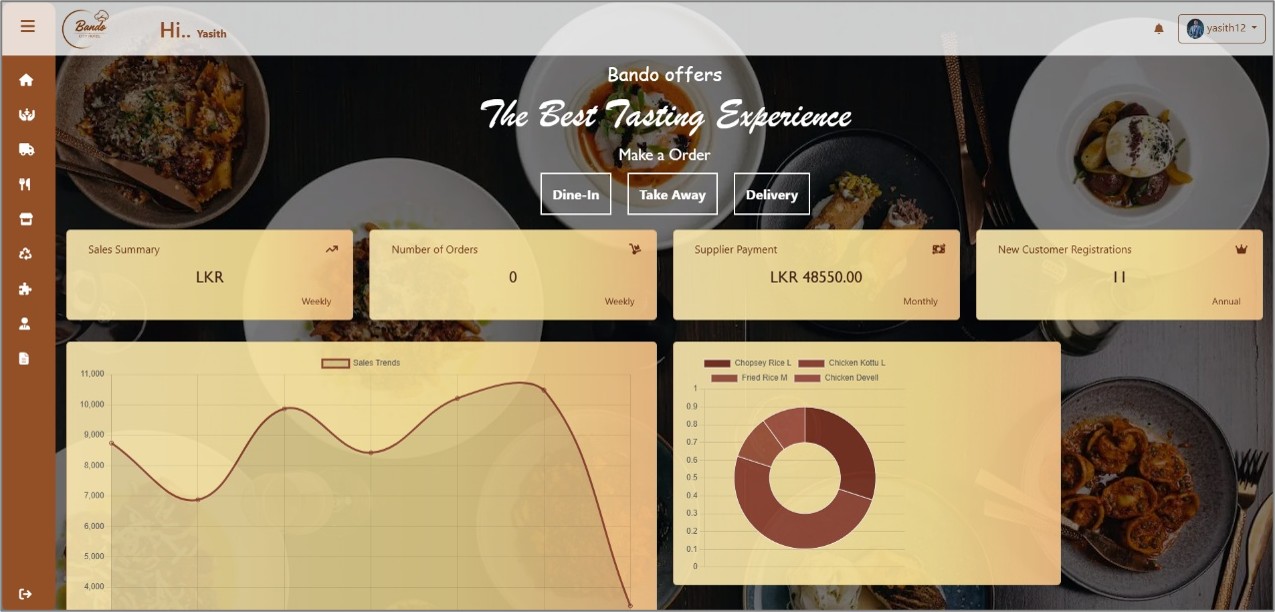 Bando
Hi.. Yasith
yasith12
Bando offers
The Best Tasting Experience
Make a Order
Dine-In Take Away Delivery
Sales Summary
LKR
Weekly
Number of Orders
0
Weekly
Supplier Payment
LKR 48550.00
Monthly
New Customer Registrations
11
Annual
Sales Trends
11,000
10,000
9,000
8,000
7,000
6,000
5,000
4,000
Chopsey Rice L Chicken Kottu L
Fried Rice M Chicken Devell
1
0.9
0.8
0.7
0.6
0.5
0.4
0.3
0.2
0.1
0